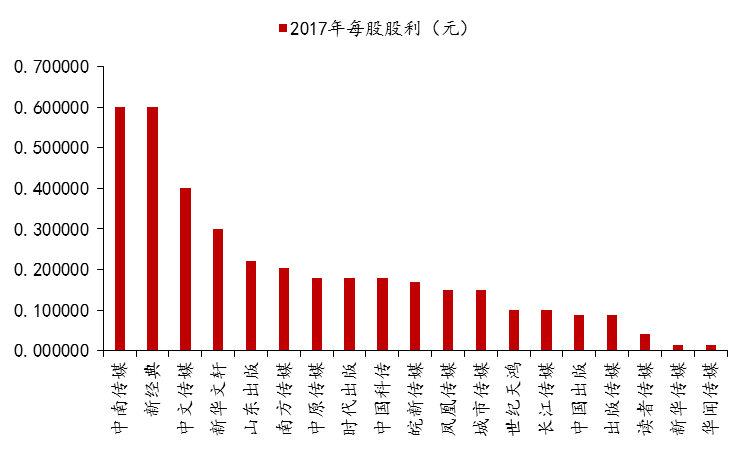 2017年每股股利（元）
0.700000
0.600000
0.500000
0.400000
0.300000
0.200000
0.100000
0.000000
中南传媒
新经典
中文传媒
新华文轩
山东出版
南方传媒
中原传媒
时代出版
中国科传
皖新传媒
凤凰传媒
城市传媒
世纪天鸿
长江传媒
中国出版
出版传媒
读者传媒
新华传媒
华闻传媒